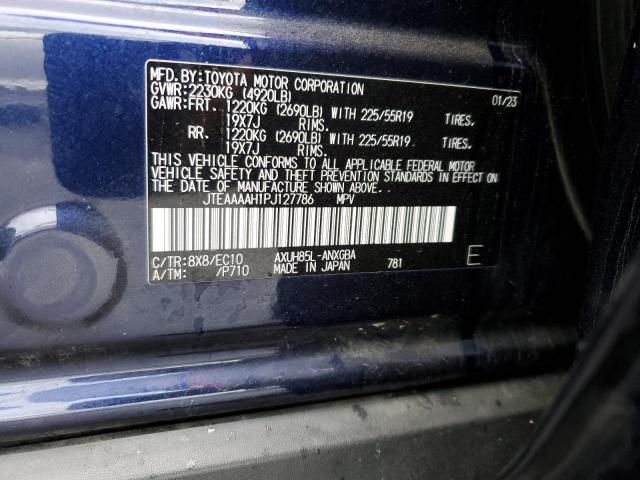 MFD.BY:TOYOTA MOTOR CORPORATION
GVWR:2230KG (4920LB) 01/23
GAWR:FRT. 1220KG (2690LB) WITH 225/55R19 TIRES.
19X7J RIMS.
RR. 1220KG (2690LB) WITH 225/55R19 TIRES.
19X7J RIMS.
THIS VEHICLE CONFORMS TO ALL APPLICABLE FEDERAL MOTOR
VEHICLE SAFETY AND THEFT PREVENTION STANDARDS IN EFFECT
ON THE DATE OF MANUFACTURE SHOWN ABOVE.
JTEAAAAH1PJ127786 MPV
C/TR:8X8/EC10 AXUH85L-ANXGBA
A/TM: /P710 MADE IN JAPAN 781 E